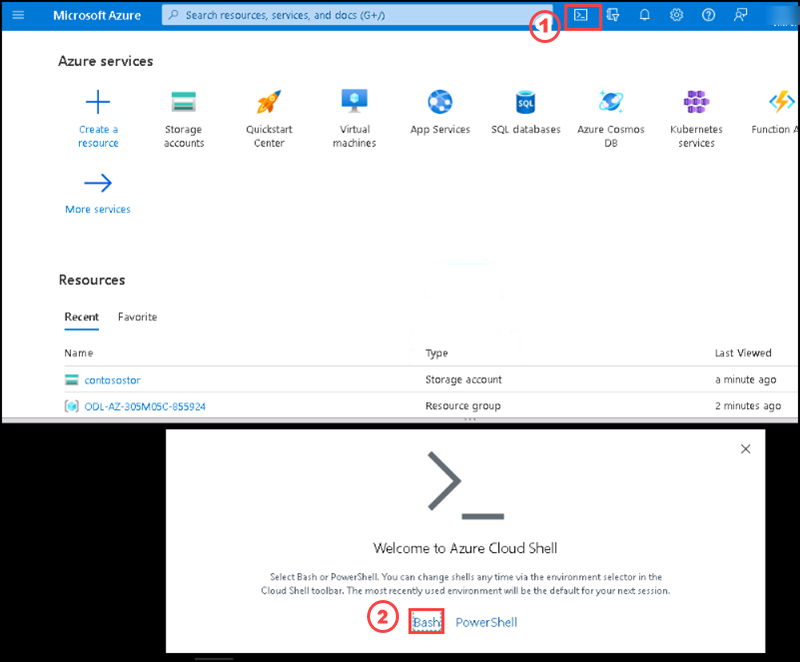 Microsoft Azure
Search resources, services, and docs (G+/)
1
Azure services
Create a resource
Storage accounts
Quickstart Center
Virtual machines
App Services
SQL
SQL databases
Azure Cosmos DB
Kubernetes services
Function A
More services
Resources
Recent Favorite
Name Type Last Viewed
contosostor Storage account a minute ago
ODL-AZ-305M05C-855924 Resource group 2 minutes ago
Welcome to Azure Cloud Shell
Select Bash or PowerShell. You can change shells any time via the environment selector in the
Cloud Shell toolbar. The most recently used environment will be the default for your next session.
2 Bash PowerShell